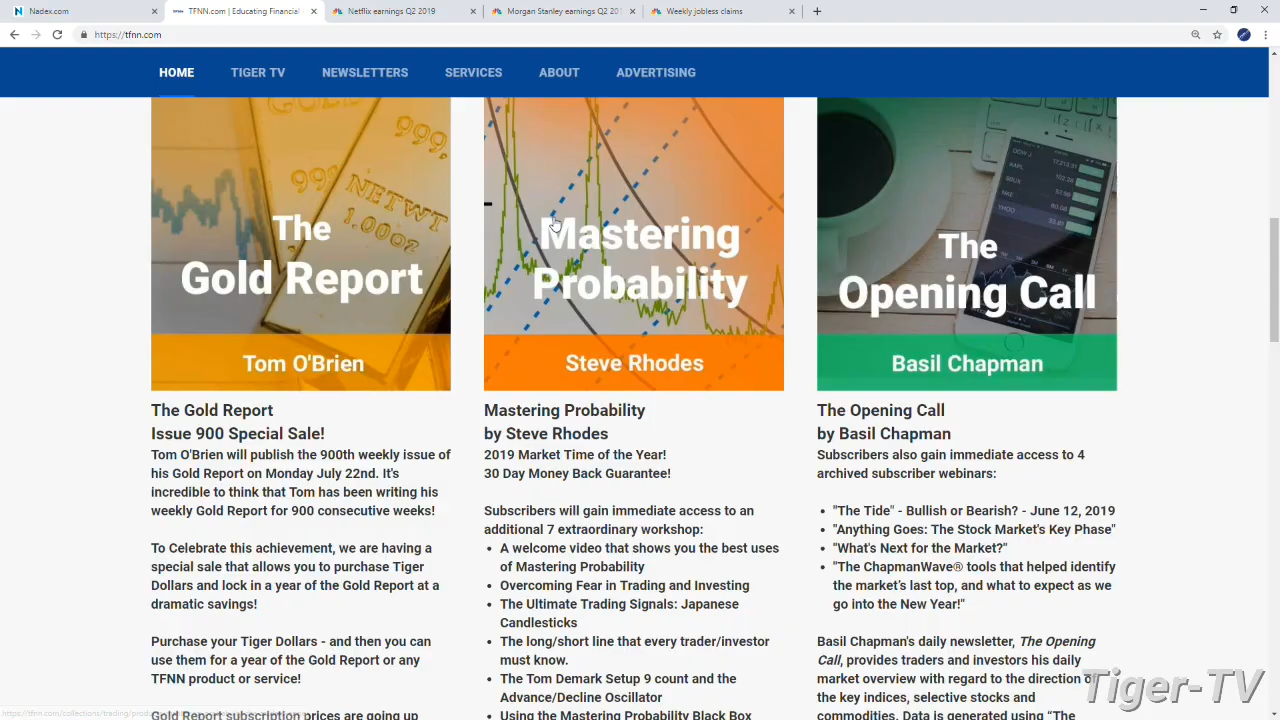 Nadex.com
TFNN.com | Educating Financial
Netflix earnings Q2 2019
Morgan Stanley earnings Q2 201
Weekly jobless claims
https://tfnn.com
HOME
TIGER TV
NEWSLETTERS
SERVICES
ABOUT
ADVERTISING
The
Gold Report
Tom O'Brien
Mastering
Probability
Steve Rhodes
The
Opening Call
Basil Chapman
999,
NETWT
1.00oz
The Gold Report
Issue 900 Special Sale!
Tom O'Brien will publish the 900th weekly issue of
his Gold Report on Monday July 22nd. It's
incredible to think that Tom has been writing his
weekly Gold Report for 900 consecutive weeks!
To Celebrate this achievement, we are having a
special sale that allows you to purchase Tiger
Dollars and lock in a year of the Gold Report at a
dramatic savings!
Purchase your Tiger Dollars - and then you can
use them for a year of the Gold Report or any
TFNN product or service!
Gold Report subscription prices are going up
Mastering Probability
by Steve Rhodes
2019 Market Time of the Year!
30 Day Money Back Guarantee!
Subscribers will gain immediate access to an
additional 7 extraordinary workshop:
• A welcome video that shows you the best uses
of Mastering Probability
• Overcoming Fear in Trading and Investing
• The Ultimate Trading Signals: Japanese
Candlesticks
• The long/short line that every trader/investor
must know.
• The Tom Demark Setup 9 count and the
Advance/Decline Oscillator
• Using the Mastering Probability Black Box
The Opening Call
by Basil Chapman
Subscribers also gain immediate access to 4
archived subscriber webinars:
• "The Tide" - Bullish or Bearish? - June 12, 2019
• "Anything Goes: The Stock Market's Key Phase"
• "What's Next for the Market?"
• "The ChapmanWave® tools that helped identify
the market's last top, and what to expect as we
go into the New Year!"
Basil Chapman's daily newsletter, The Opening
Call, provides traders and investors his daily
market overview with regard to the direction of
the key indices, selective stocks and
commodities. Data is generated using "The
Tiger-TV